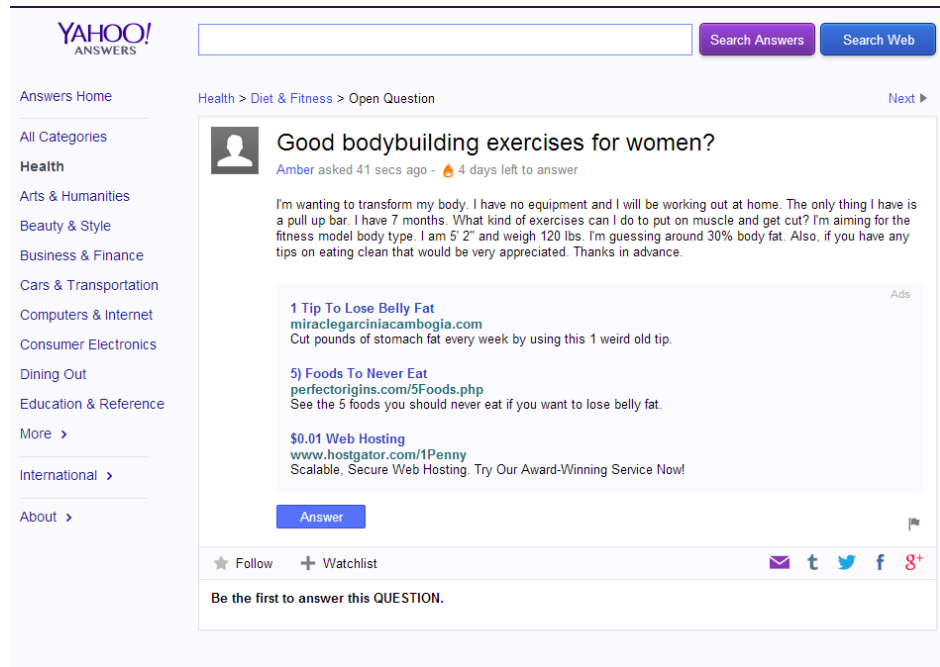 YAHOO!
ANSWERS
Search Answers
Search Web
Answers Home
All Categories
Health
Arts & Humanities
Beauty & Style
Business & Finance
Cars & Transportation
Computers & Internet
Consumer Electronics
Dining Out
Education & Reference
More >
International >
About >
Health > Diet & Fitness > Open Question
Next
Good bodybuilding exercises for women?
Amber asked 41 secs ago - 4 days left to answer
I'm wanting to transform my body. I have no equipment and I will be working out at home. The only thing I have is
a pull up bar. I have 7 months. What kind of exercises can I do to put on muscle and get cut? I'm aiming for the
fitness model body type. I am 5' 2" and weigh 120 lbs. I'm guessing around 30% body fat. Also, if you have any
tips on eating clean that would be very appreciated. Thanks in advance.
Ads
1 Tip To Lose Belly Fat
miraclegarciniacambogia.com
Cut pounds of stomach fat every week by using this 1 weird old tip.
5) Foods To Never Eat
perfectorigins.com/5Foods.php
See the 5 foods you should never eat if you want to lose belly fat.
$0.01 Web Hosting
www.hostgator.com/1Penny
Scalable, Secure Web Hosting. Try Our Award-Winning Service Now!
Answer
Follow
Watchlist
t
f
g+
Be the first to answer this QUESTION.